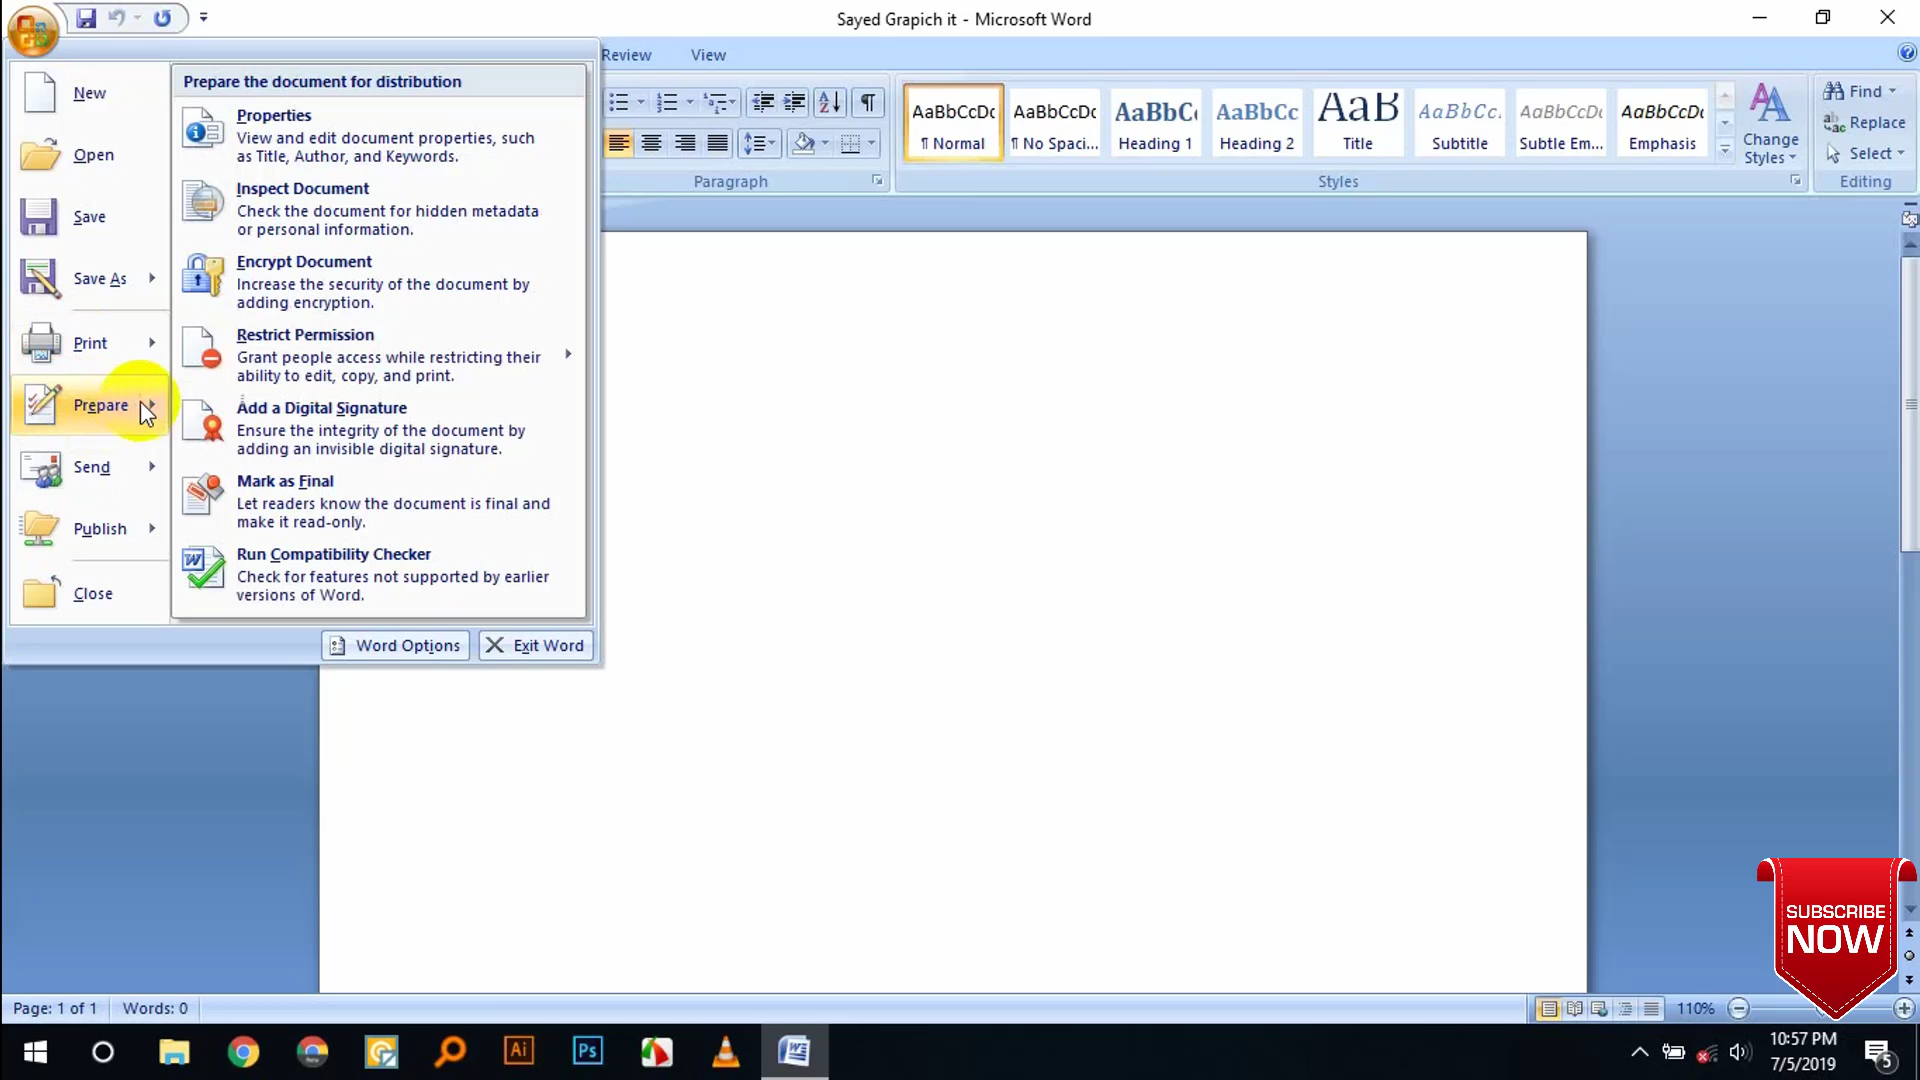 Sayed Grapich it - Microsoft Word
Review View
New
Open
Save
Save As
Print
Prepare
Send
Publish
Close
Prepare the document for distribution
Properties
View and edit document properties, such
as Title, Author, and Keywords.
Inspect Document
Check the document for hidden metadata
or personal information.
Encrypt Document
Increase the security of the document by
adding encryption.
Restrict Permission
Grant people access while restricting their
ability to edit, copy, and print.
Add a Digital Signature
Ensure the integrity of the document by
adding an invisible digital signature.
Mark as Final
Let readers know the document is final and
make it read-only.
Run Compatibility Checker
Check for features not supported by earlier
versions of Word.
Word Options
Exit Word
Paragraph
AaBbCcDc
¶ Normal
AaBbCcDc
¶ No Spaci...
AaBbC
Heading 1
AaBbCc
Heading 2
AaB
Title
AaBbCc.
Subtitle
AaBbCcDc
Subtle Em...
AaBbCcDc
Emphasis
Change
Styles
Styles
Find
Replace
Select
Editing
SUBSCRIBE
NOW
Page: 1 of 1 Words: 0
110%
Ai
Ps
10:57 PM
7/5/2019
5